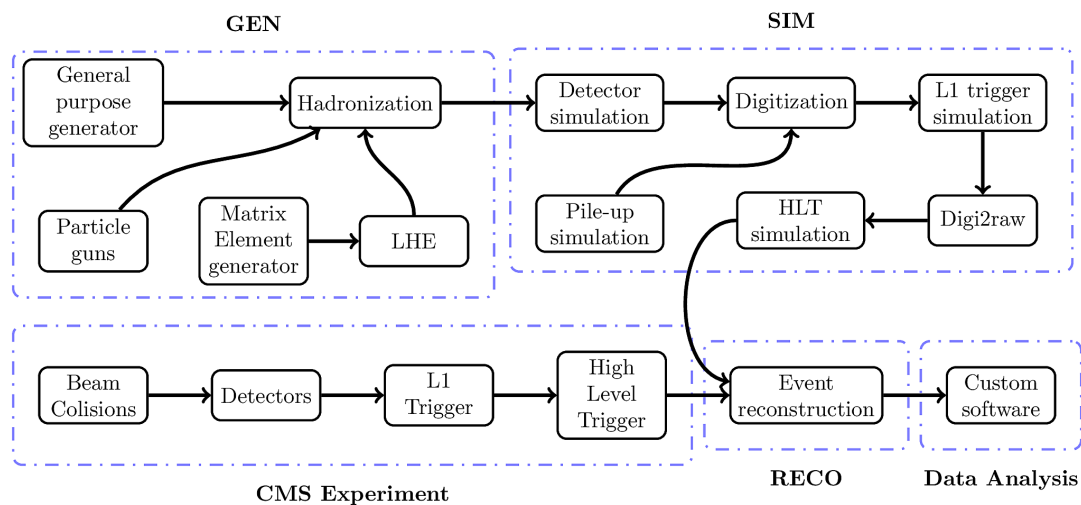 GEN
SIM
General
purpose
generator
Hadronization
Particle
guns
Matrix
Element
generator
LHE
Detector
simulation
Digitization
L1 trigger
simulation
Pile-up
simulation
HLT
simulation
Digi2raw
Beam
Colisions
Detectors
L1
Trigger
High
Level
Trigger
Event
reconstruction
Custom
software
CMS Experiment
RECO
Data Analysis